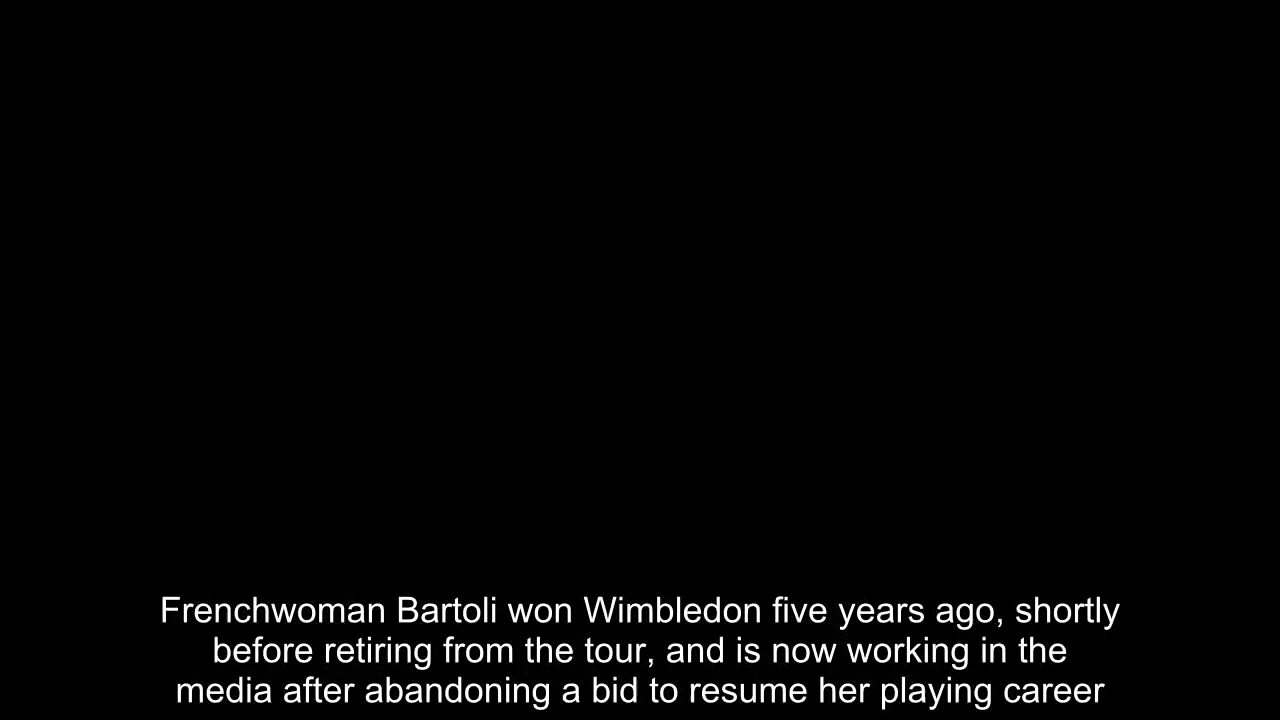 Frenchwoman Bartoli won Wimbledon five years ago, shortly
before retiring from the tour, and is now working in the
media after abandoning a bid to resume her playing career